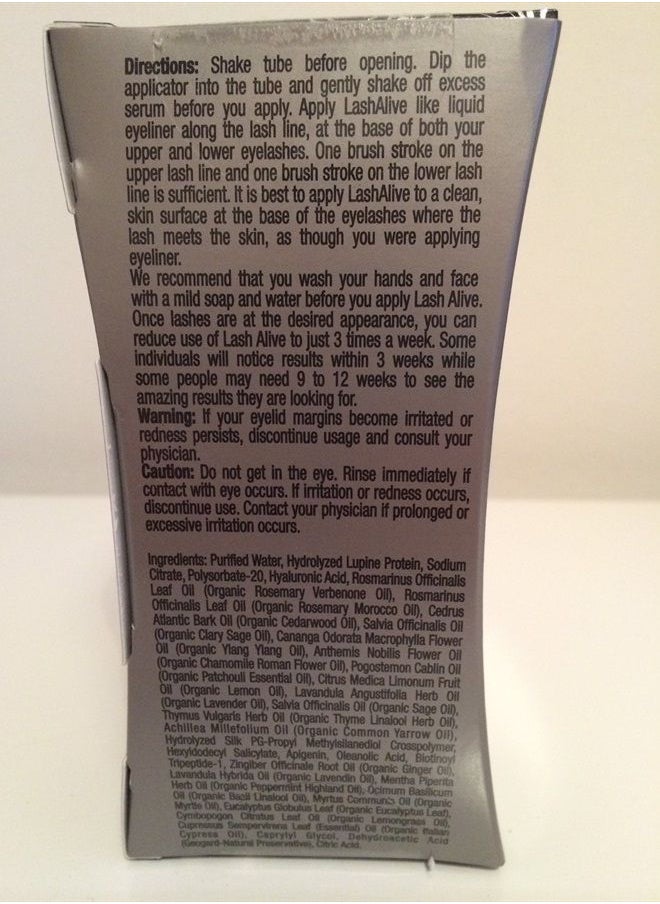 Directions: Shake tube before opening. Dip the
applicator into the tube and gently shake off excess
serum before you apply. Apply LashAlive like liquid
eyeliner along the lash line, at the base of both your
upper and lower eyelashes. One brush stroke on the
upper lash line and one brush stroke on the lower lash
line is sufficient. It is best to apply LashAlive to a clean,
skin surface at the base of the eyelashes where the
lash meets the skin, as though you were applying
eyeliner.
We recommend that you wash your hands and face
with a mild soap and water before you apply Lash Alive.
Once lashes are at the desired appearance, you can
reduce use of Lash Alive to just 3 times a week. Some
individuals will notice results within 3 weeks while
some people may need 9 to 12 weeks to see the
amazing results they are looking for.
Warning: If your eyelid margins become irritated or
redness persists, discontinue usage and consult your
physician.
Caution: Do not get in the eye. Rinse immediately if
contact with eye occurs. If irritation or redness occurs,
discontinue use. Contact your physician if prolonged or
excessive irritation occurs.
Ingredients: Purified Water, Hydrolyzed Lupine Protein, Sodium
Citrate, Polysorbate-20, Hyaluronic Acid, Rosmarinus Officinalis
Leaf Oil (Organic Rosemary Verbenone Oil), Rosmarinus
Officinalis Leaf Oil (Organic Rosemary Morocco Oil), Cedrus
Atlantic Bark Oil (Organic Cedarwood Oil), Salvia Officinalis Oil
(Organic Clary Sage Oil), Cananga Odorata Macrophylla Flower
Oil (Organic Ylang Ylang Oil), Anthemis Nobilis Flower Oil
(Organic Chamomile Roman Flower Oil), Pogostemon Cablin Oil
(Organic Patchouli Essential Oil), Citrus Medica Limonum Fruit
Oil (Organic Lemon Oil), Lavandula Angustifolia Herb Oil
(Organic Lavender Oil), Salvia Officinalis Oil (Organic Sage Oil),
Thymus Vulgaris Herb Oil (Organic Thyme Linalool Herb Oil),
Achillea Millefolium Oil (Organic Common Yarrow Oil),
Hydrolyzed Silk PG-Propyl Methylsilanediol Crosspolymer,
Hexyldodecyl Salicylate, Apigenin, Oleanolic Acid, Biotinoyl
Tripeptide-1, Zingiber Officinale Root Oil (Organic Ginger Oil),
Lavandula Hybrida Oil (Organic Lavendin Oil), Mentha Piperita
Herb Oil (Organic Peppermint Highland Oil), Ocimum Basilicum
Oil (Organic Basil Linalool Oil), Myrtus Communis Oil (Organic
Myrtle Oil), Eucalyptus Globulus Leaf (Organic Eucalyptus Leaf),
Cymbopogon Citratus Leaf Oil (Organic Lemongrass Oil),
Cupressus Sempervirens Leaf (Essential) Oil (Organic Italian
Cypress Oil), Caprylyl Glycol, Dehydroacetic Acid
(Geogard-Natural Preservative), Citric Acid.